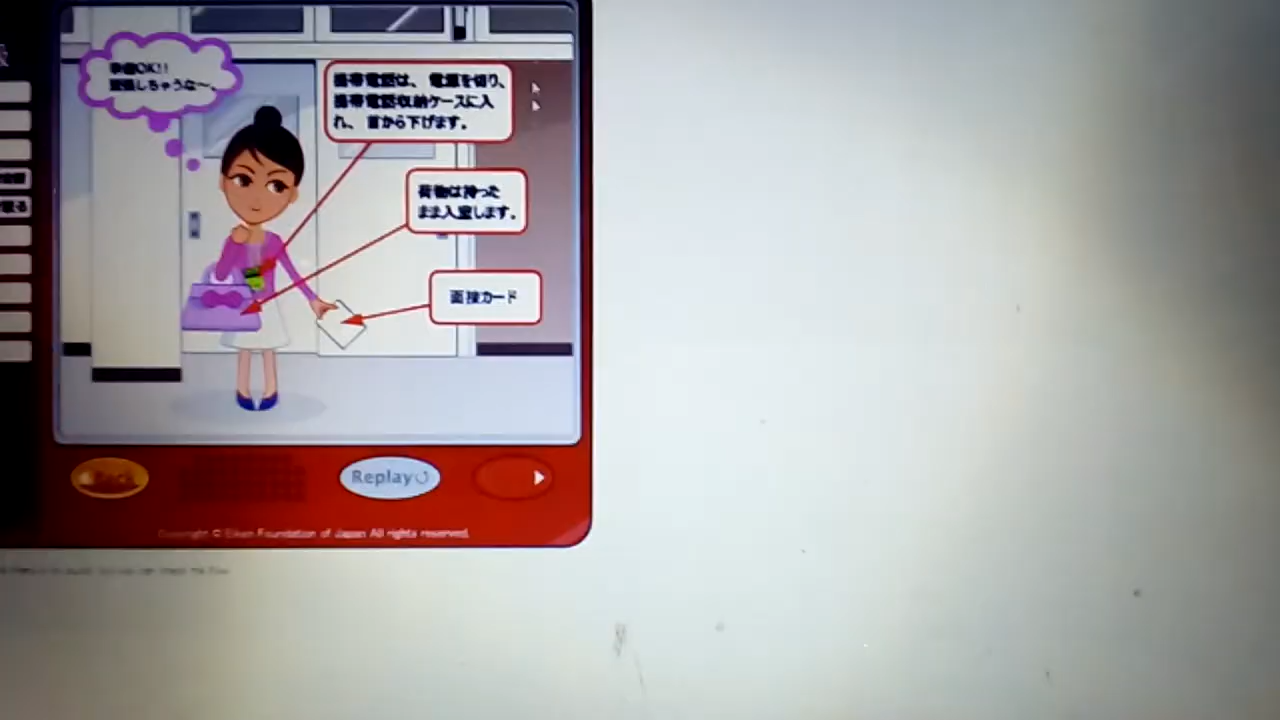 準備OK!!
緊張しちゃうな〜。
携帯電話は、電源を切り、
携帯電話収納ケースに入
れ、首から下げます。
荷物は持った
まま入室します。
面接カード
Back
Replay
Copyright © Eiken Foundation of Japan All rights reserved.